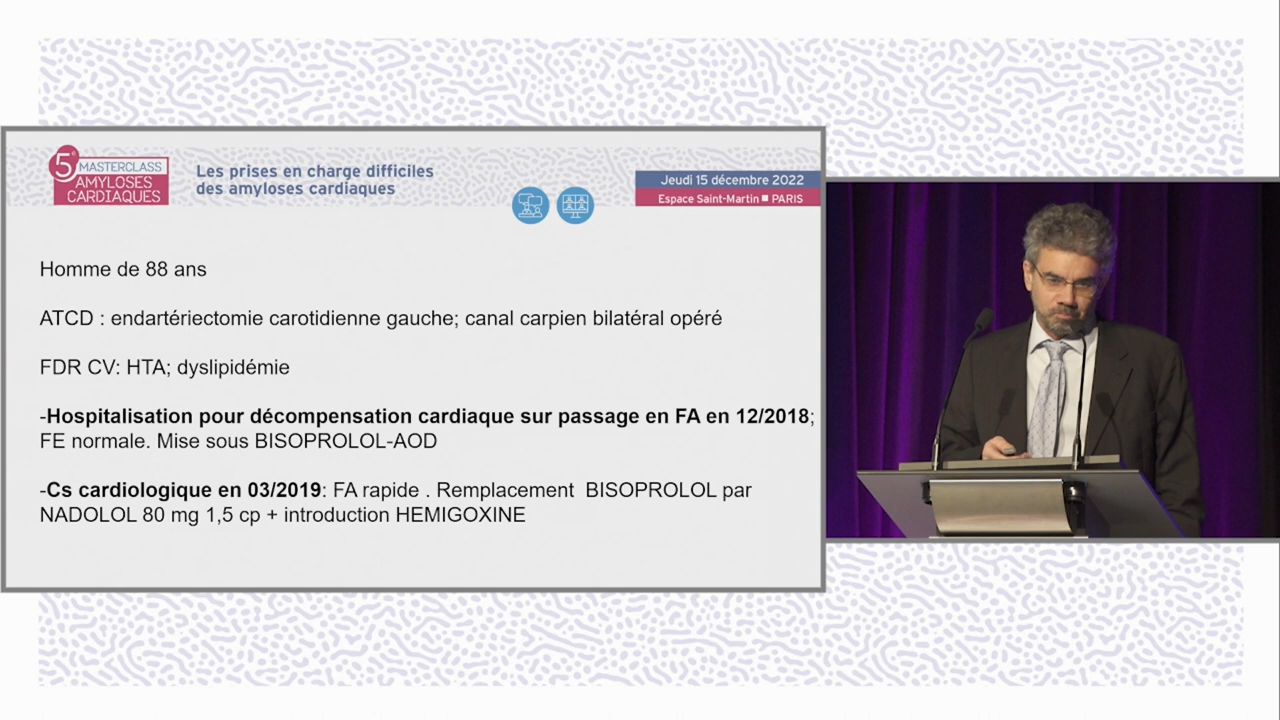 5e MASTERCLASS
AMYLOSES
CARDIAQUES
Les prises en charge difficiles
des amyloses cardiaques
Jeudi 15 décembre 2022
Espace Saint-Martin ■ PARIS
Homme de 88 ans
ATCD : endartériectomie carotidienne gauche; canal carpien bilatéral opéré
FDR CV: HTA; dyslipidémie
-Hospitalisation pour décompensation cardiaque sur passage en FA en 12/2018;
FE normale. Mise sous BISOPROLOL-AOD
-Cs cardiologique en 03/2019: FA rapide . Remplacement BISOPROLOL par
NADOLOL 80 mg 1,5 cp + introduction HEMIGOXINE